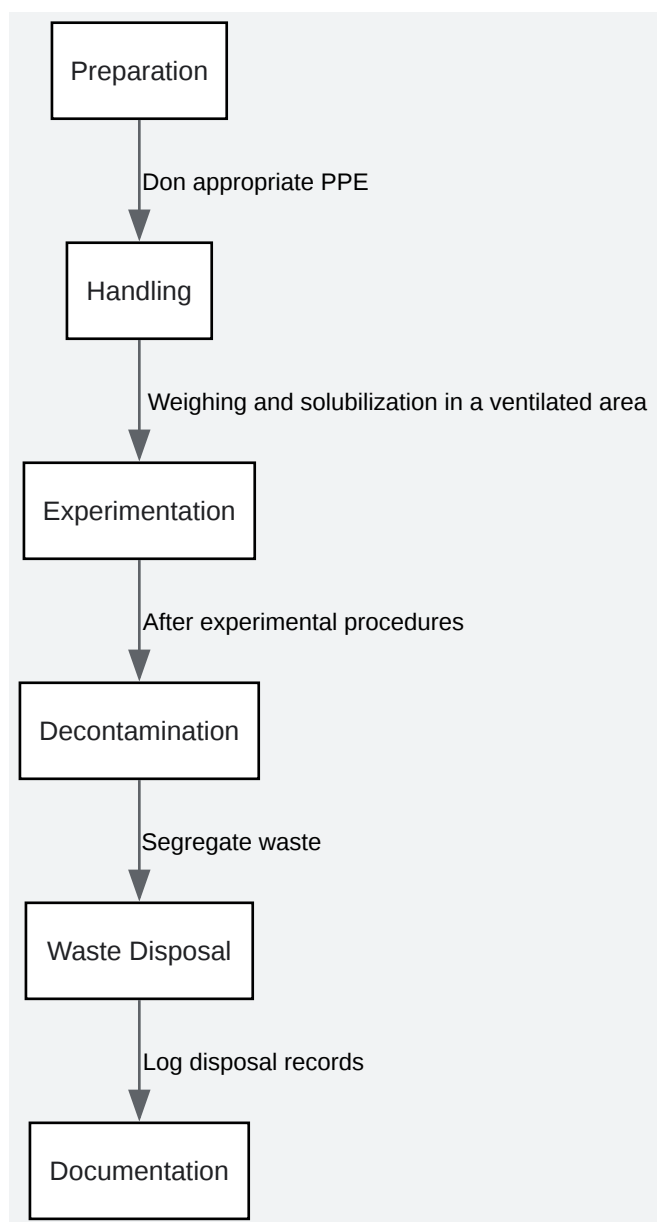 Preparation
Don appropriate PPE
Handling
Weighing and solubilization in a ventilated area
Experimentation
After experimental procedures
Decontamination
Segregate waste
Waste Disposal
Log disposal records
Documentation